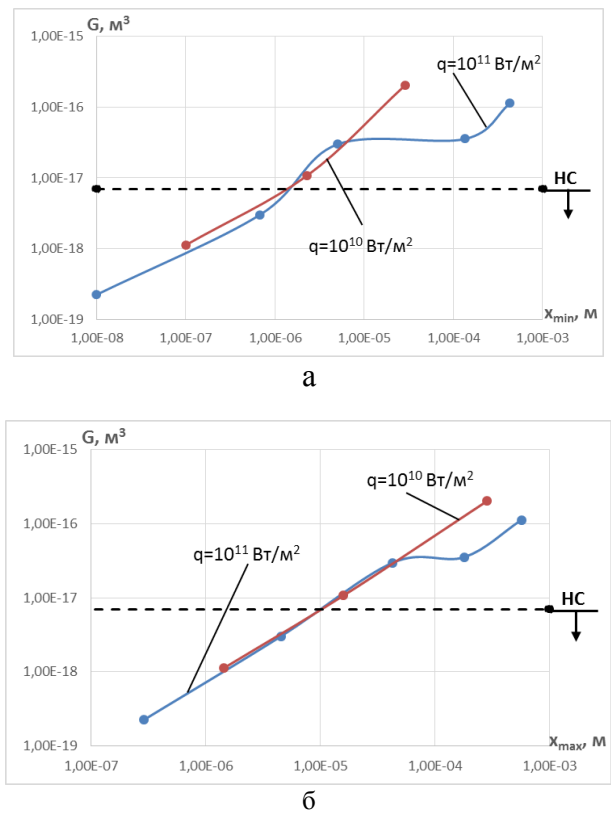 G, м³
1,00E-15
1,00E-16
1,00E-17
1,00E-18
1,00E-19
q=10¹¹ Вт/м²
НС
q=10¹⁰ Вт/м²
xmin, м
1,00E-08
1,00E-07
1,00E-06
1,00E-05
1,00E-04
1,00E-03
а
G, м³
1,00E-15
1,00E-16
1,00E-17
1,00E-18
1,00E-19
q=10¹⁰ Вт/м²
q=10¹¹ Вт/м²
НС
xmax, м
1,00E-07
1,00E-06
1,00E-05
1,00E-04
1,00E-03
б